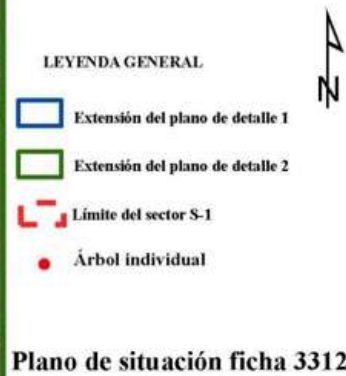 LEYENDA GENERAL
N
Extensión del plano de detalle 1
Extensión del plano de detalle 2
Límite del sector S-1
Árbol individual
Plano de situación ficha 3312